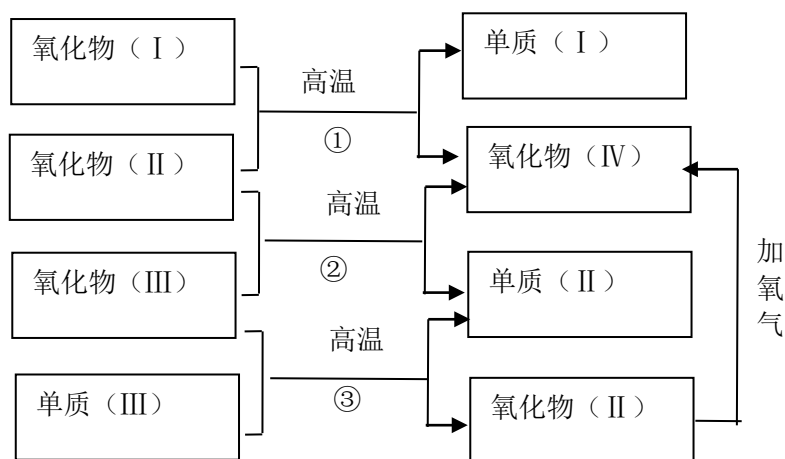 氧化物（Ⅰ）
单质（Ⅰ）
高温
①
氧化物（Ⅱ）
氧化物（Ⅳ）
高温
②
氧化物（Ⅲ）
单质（Ⅱ）
高温
③
单质（Ⅲ）
氧化物（Ⅱ）
加
氧
气